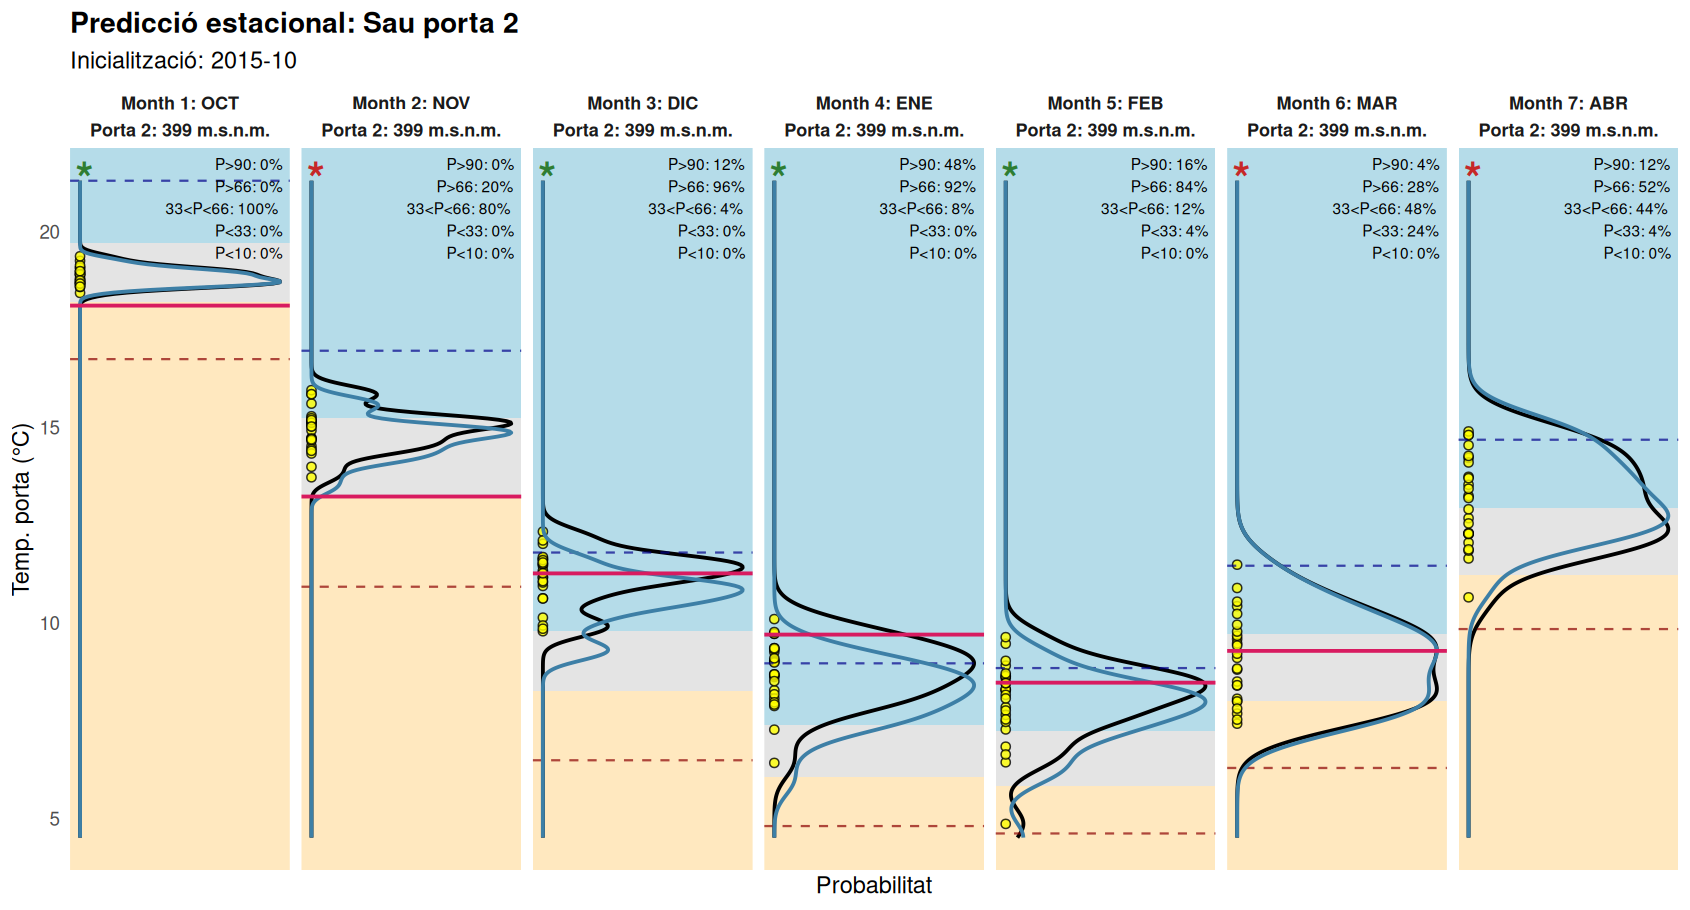 Predicció estacional: Sau porta 2
Inicialització: 2015-10
Month 1: OCT
Porta 2: 399 m.s.n.m.
Month 2: NOV
Porta 2: 399 m.s.n.m.
Month 3: DIC
Porta 2: 399 m.s.n.m.
Month 4: ENE
Porta 2: 399 m.s.n.m.
Month 5: FEB
Porta 2: 399 m.s.n.m.
Month 6: MAR
Porta 2: 399 m.s.n.m.
Month 7: ABR
Porta 2: 399 m.s.n.m.
*
P>90: 0%
P>66: 0%
33<P<66: 100%
P<33: 0%
P<10: 0%
*
P>90: 0%
P>66: 20%
33<P<66: 80%
P<33: 0%
P<10: 0%
*
P>90: 12%
P>66: 96%
33<P<66: 4%
P<33: 0%
P<10: 0%
*
P>90: 48%
P>66: 92%
33<P<66: 8%
P<33: 0%
P<10: 0%
*
P>90: 16%
P>66: 84%
33<P<66: 12%
P<33: 4%
P<10: 0%
*
P>90: 4%
P>66: 28%
33<P<66: 48%
P<33: 24%
P<10: 0%
*
P>90: 12%
P>66: 52%
33<P<66: 44%
P<33: 4%
P<10: 0%
20
15
10
5
Temp. porta (°C)
Probabilitat